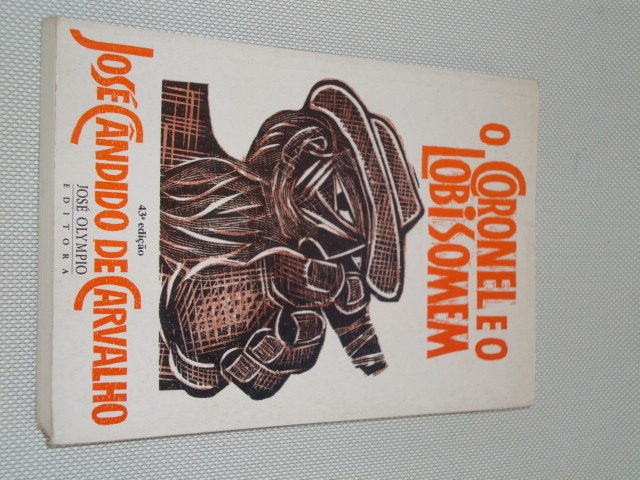 O CORONEL E O
LOBISOMEM
43ª edição
JOSÉ OLYMPIO
EDITORA
JOSÉ CÂNDIDO DE CARVALHO